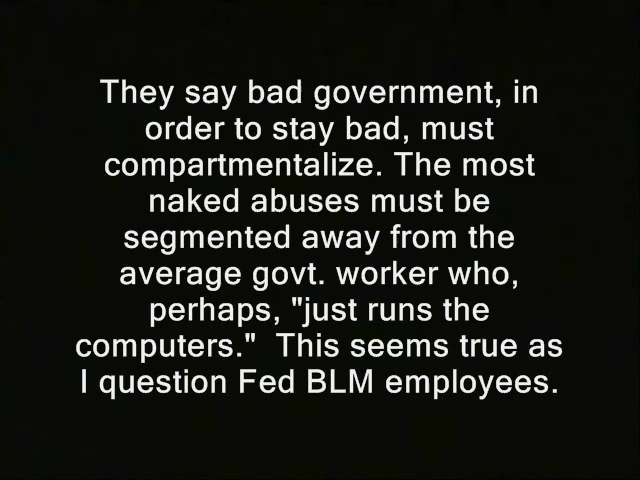 They say bad government, in
order to stay bad, must
compartmentalize. The most
naked abuses must be
segmented away from the
average govt. worker who,
perhaps, "just runs the
computers."  This seems true as
I question Fed BLM employees.